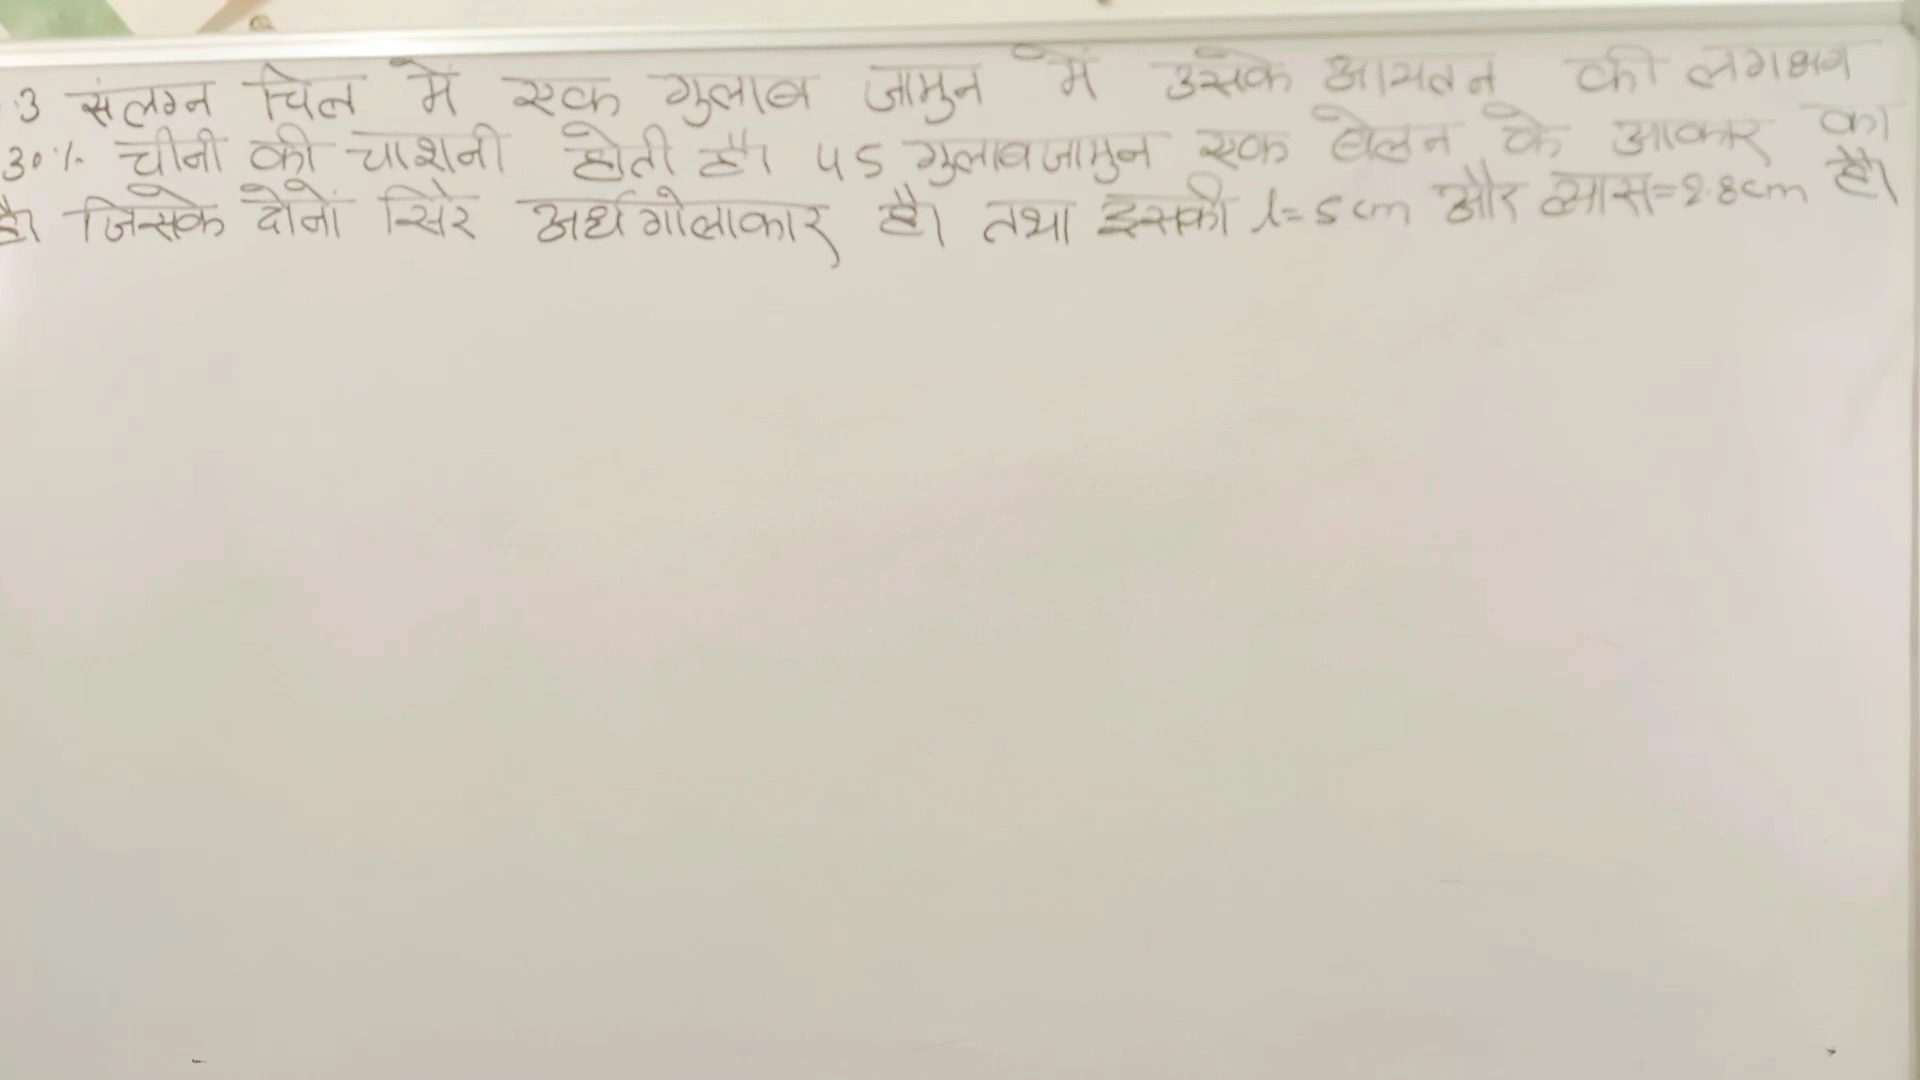 .3 संलग्न चित्र में एक गुलाब जामुन में उसके आयतन की लगभग
30% चीनी की चाशनी होती है। 45 गुलाबजामुन एक बेलन के आकार का
है। जिसके दोनों सिरे अर्धगोलाकार है। तथा इसकी l=5cm और व्यास=2.8cm है।